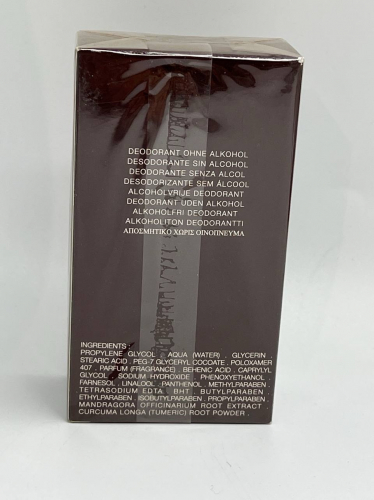 DEODORANT OHNE ALKOHOL
DESODORANTE SIN ALCOHOL
DEODORANTE SENZA ALCOL
DESODORIZANTE SEM ÁLCOOL
ALCOHOLVRIJE DEODORANT
DEODORANT UDEN ALKOHOL
ALKOHOLFRI DEODORANT
ALKOHOLITON DEODORANTTI
ΑΠΟΣΜΗΤΙΚΟ ΧΩΡΙΣ ΟΙΝΟΠΝΕΥΜΑ
INGREDIENTS :
PROPYLENE GLYCOL . AQUA (WATER) . GLYCERIN .
STEARIC ACID . PEG-7 GLYCERYL COCOATE . POLOXAMER
407 . PARFUM (FRAGRANCE) . BEHENIC ACID . CAPRYLYL
GLYCOL . SODIUM HYDROXIDE . PHENOXYETHANOL .
FARNESOL . LINALOOL . PANTHENOL . METHYLPARABEN .
TETRASODIUM EDTA . BHT . BUTYLPARABEN .
ETHYLPARABEN . ISOBUTYLPARABEN . PROPYLPARABEN .
MANDRAGORA OFFICINARIUM ROOT EXTRACT .
CURCUMA LONGA (TUMERIC) ROOT POWDER .